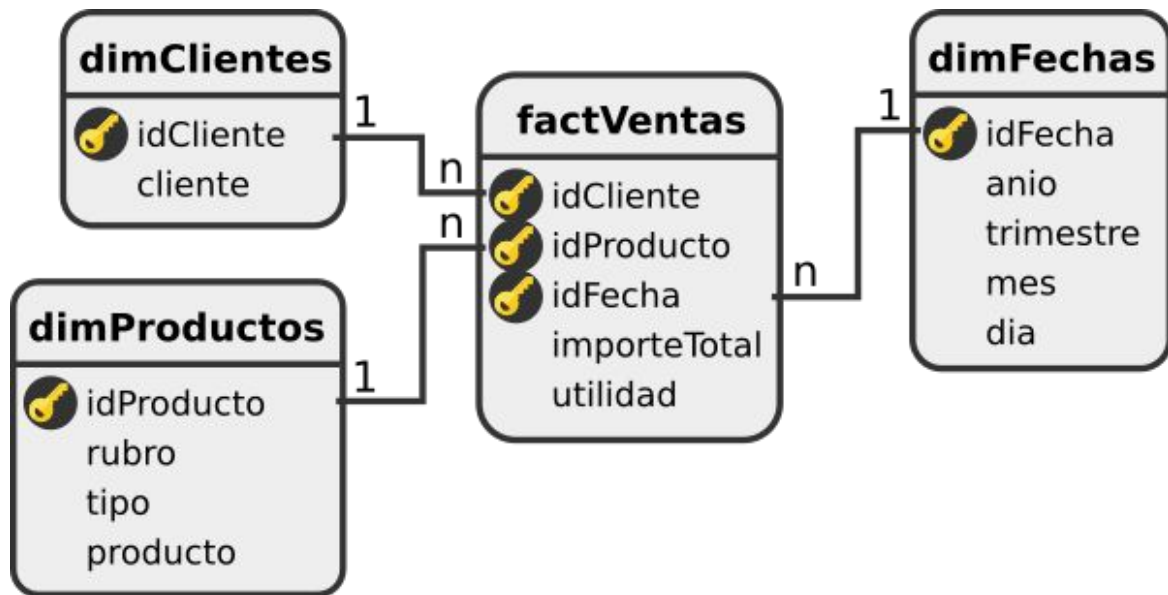 dimClientes
idCliente
cliente
1
n
dimProductos
idProducto
rubro
tipo
producto
1
n
factVentas
idCliente
idProducto
idFecha
importeTotal
utilidad
n
1
dimFechas
idFecha
anio
trimestre
mes
dia